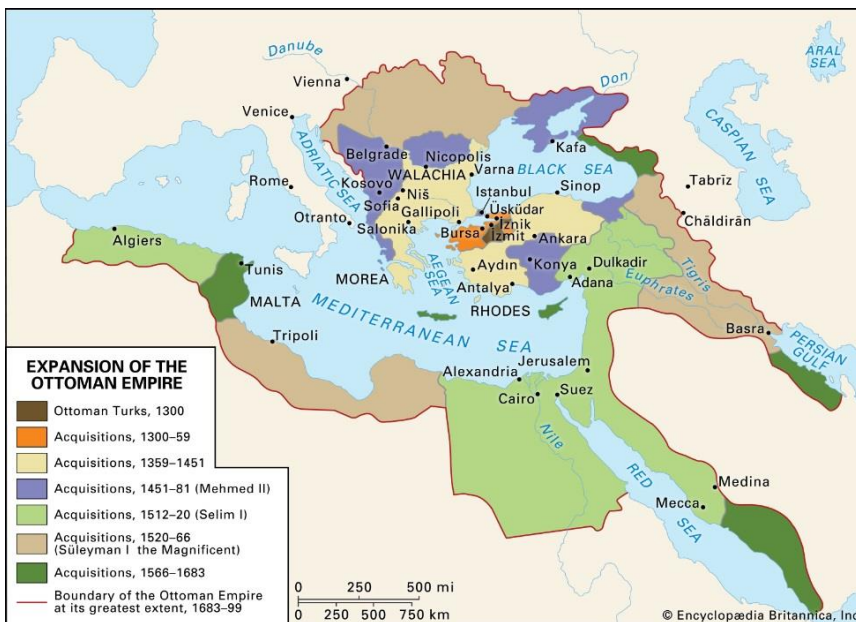 Danube
Vienna
Venice
Don
ARAL
SEA
CASPIAN
SEA
ADRIATIC SEA
Belgrade
Nicopolis
WALACHIA
Varna
Kafa
BLACK SEA
Rome
Kosovo
Niš
Sofia
Istanbul
Üsküdar
Sinop
Tabrīz
Chāldirān
Otranto
Gallipoli
Salonika
Bursa
İznik
İzmit
Ankara
Algiers
Tunis
MALTA
MOREA
AEGEAN
SEA
Aydın
Konya
Dulkadir
Antalya
Adana
Euphrates
Tigris
RHODES
MEDITERRANEAN SEA
Tripoli
Basra
PERSIAN
GULF
Jerusalem
Alexandria
Cairo
Suez
Nile
RED
SEA
Medina
Mecca
EXPANSION OF THE
OTTOMAN EMPIRE
Ottoman Turks, 1300
Acquisitions, 1300–59
Acquisitions, 1359–1451
Acquisitions, 1451–81 (Mehmed II)
Acquisitions, 1512–20 (Selim I)
Acquisitions, 1520–66
(Süleyman I the Magnificent)
Acquisitions, 1566–1683
Boundary of the Ottoman Empire
at its greatest extent, 1683–99
0 250 500 mi
0 250 500 750 km
© Encyclopædia Britannica, Inc